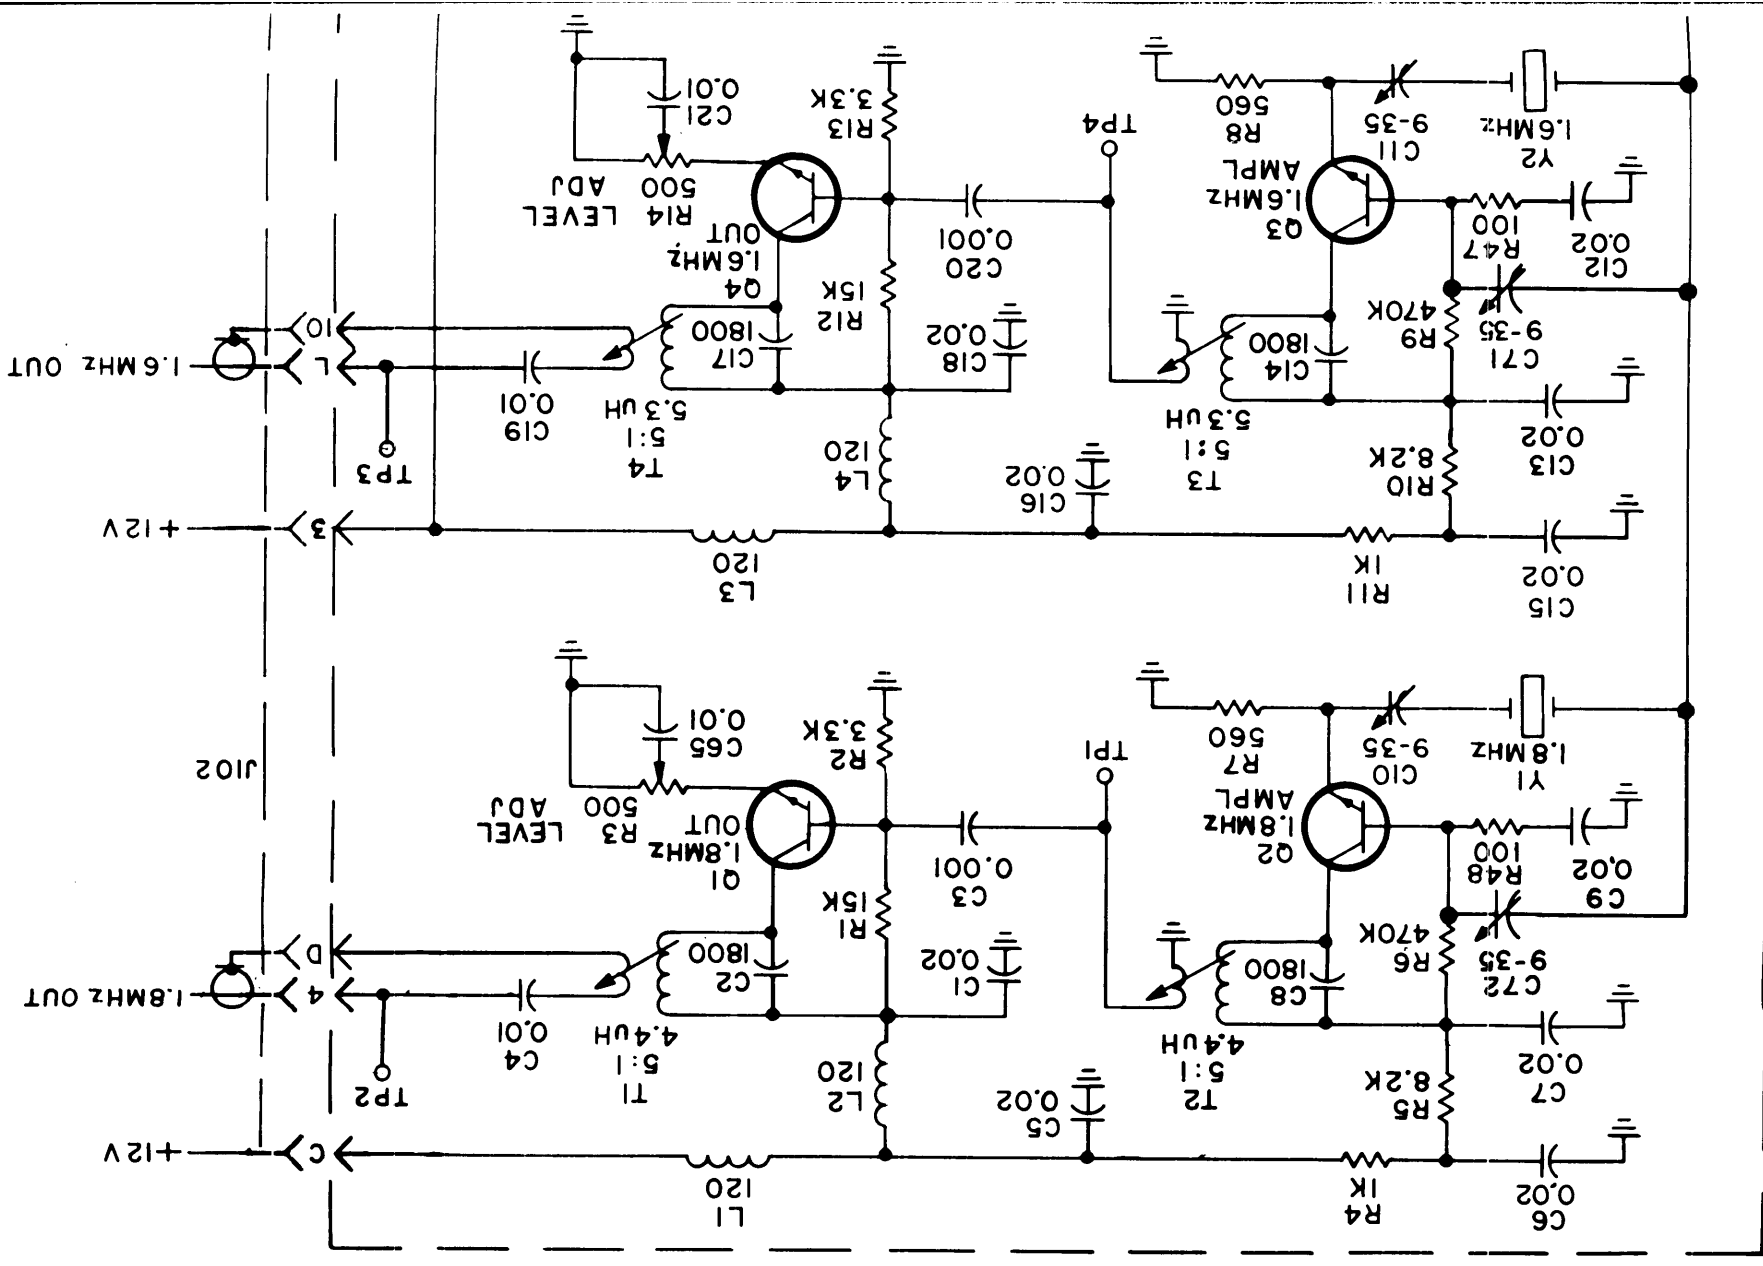 C6
0.02
R4
1K
L1
120
C
+12V
R5
8.2K
C5
0.02
L2
120
TP2
C7
0.02
T2
5:1
4.4uH
T1
5:1
4.4uH
C4
0.01
4
1.8MHz OUT
D
C72
9-35
R6
470K
C8
1800
C1
0.02
C2
1800
C9
0.02
R48
100
Q2
1.8MHz
AMPL
C3
0.001
R1
15K
Q1
1.8MHz
OUT
R3
500
LEVEL
ADJ
Y1
1.8MHz
C10
9-35
R7
560
TP1
R2
3.3K
C65
0.01
J102
C15
0.02
R11
1K
L3
120
3
+12V
C13
0.02
R10
8.2K
T3
5:1
5.3uH
C16
0.02
L4
120
T4
5:1
5.3uH
C19
0.01
TP3
L
1.6MHz OUT
10
C71
9-35
R9
470K
C14
1800
C18
0.02
R12
15K
C17
1800
C12
0.02
R47
100
Q3
1.6MHz
AMPL
C20
0.001
Q4
1.6MHz
OUT
R14
500
LEVEL
ADJ
Y2
1.6MHz
C11
9-35
R8
560
TP4
R13
3.3K
C21
0.01